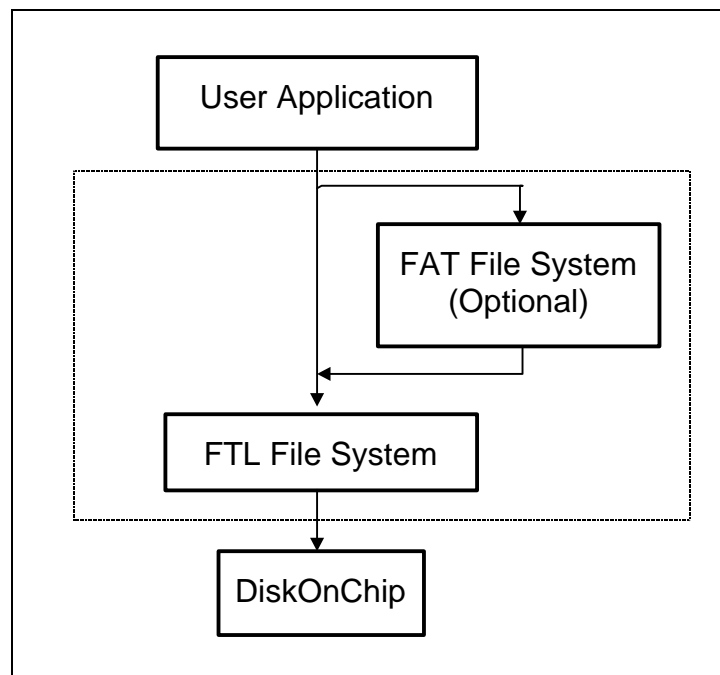 User Application
FAT File System
(Optional)
FTL File System
DiskOnChip